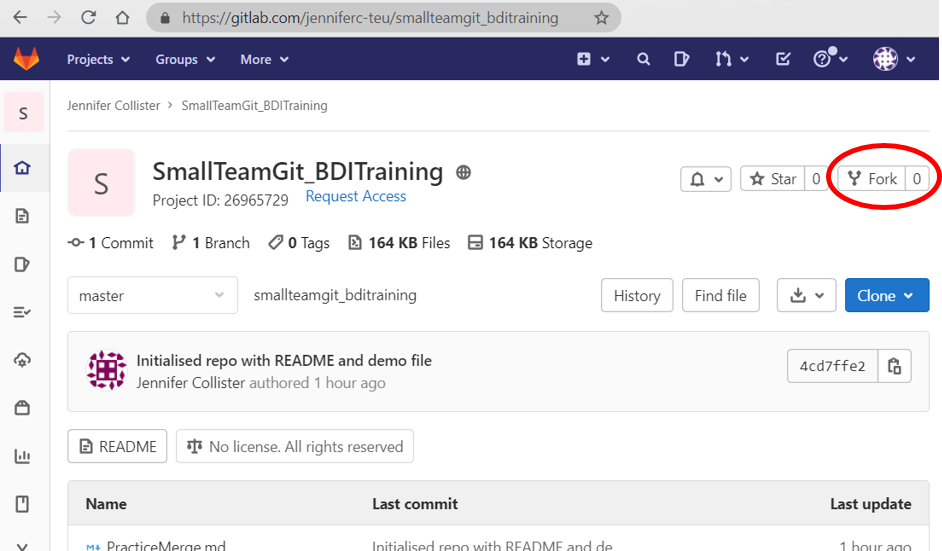 https://gitlab.com/jenniferc-teu/smallteamgit_bditraining
Projects Groups More
S Jennifer Collister > SmallTeamGit_BDITraining
S SmallTeamGit_BDITraining
Project ID: 26965729 Request Access
Star 0 Fork 0
1 Commit 1 Branch 0 Tags 164 KB Files 164 KB Storage
master smallteamgit_bditraining History Find file Clone
Initialised repo with README and demo file
Jennifer Collister authored 1 hour ago
4cd7ffe2
README No license. All rights reserved
Name Last commit Last update
PracticeMerge.md Initialised repo with README and de... 1 hour ago